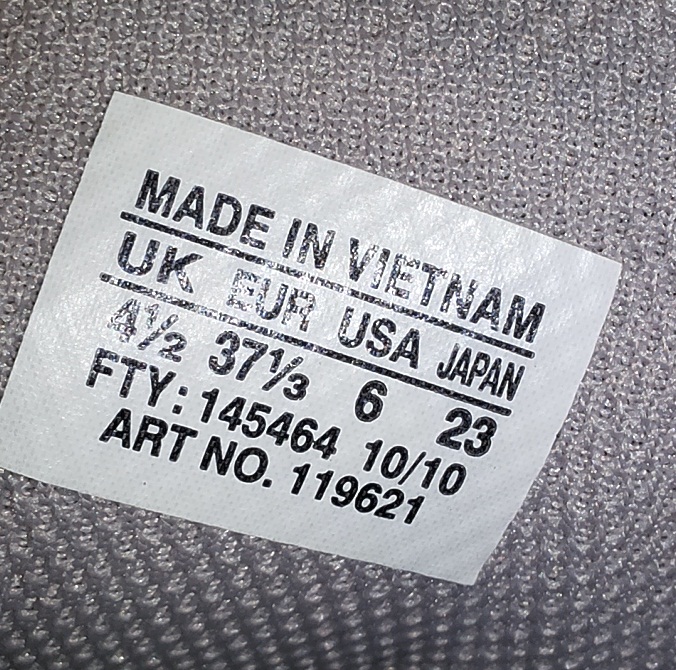 MADE IN VIETNAM
UK EUR USA JAPAN
4½ 37⅓ 6 23
FTY: 145464 10/10
ART NO. 119621